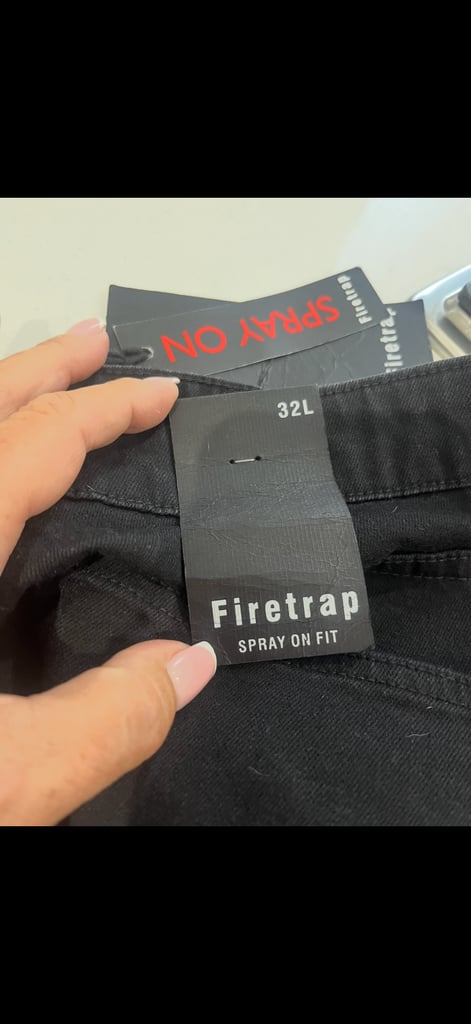 SPRAY ON
Firetrap
Firetrap
32L
Firetrap
SPRAY ON FIT